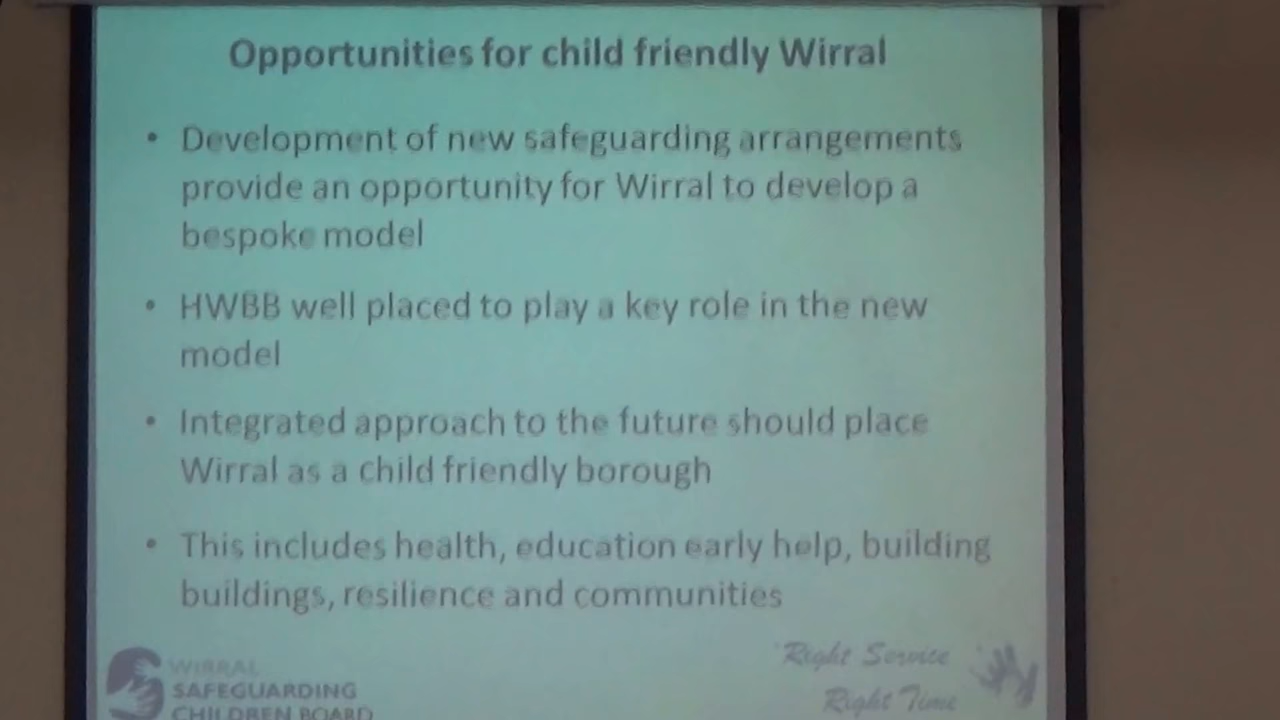 Opportunities for child friendly Wirral
• Development of new safeguarding arrangements
provide an opportunity for Wirral to develop a
bespoke model
• HWBB well placed to play a key role in the new
model
• Integrated approach to the future should place
Wirral as a child friendly borough
• This includes health, education early help, building
buildings, resilience and communities
'Right Service
Right Time
WIRRAL
SAFEGUARDING
CHILDREN BOARD